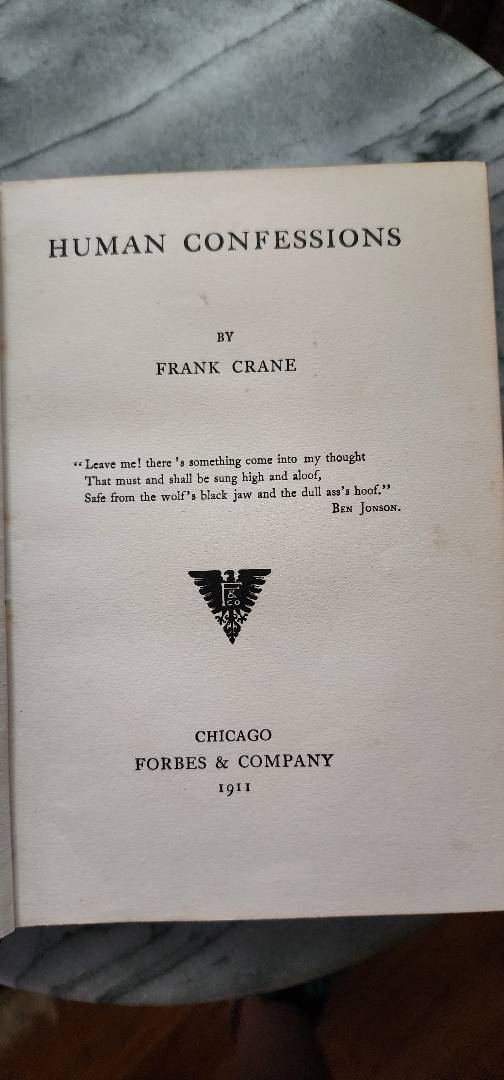 HUMAN CONFESSIONS
BY
FRANK CRANE
“Leave me! there’s something come into my thought
That must and shall be sung high and aloof,
Safe from the wolf’s black jaw and the dull ass’s hoof.”
BEN JONSON.
F
&
CO
CHICAGO
FORBES & COMPANY
1911